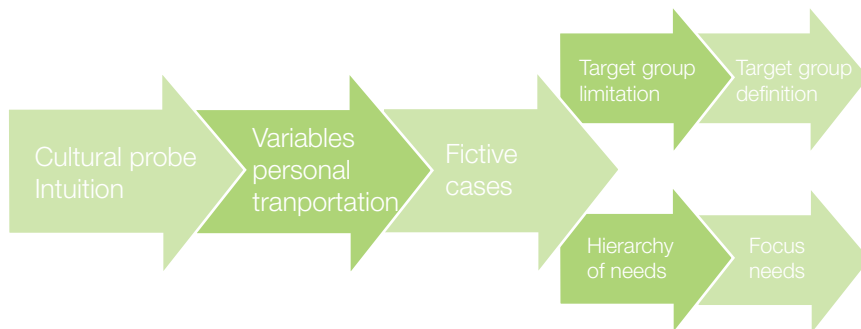 Cultural probe
Intuition
Variables
personal
tranportation
Fictive
cases
Target group
limitation
Target group
definition
Hierarchy
of needs
Focus
needs